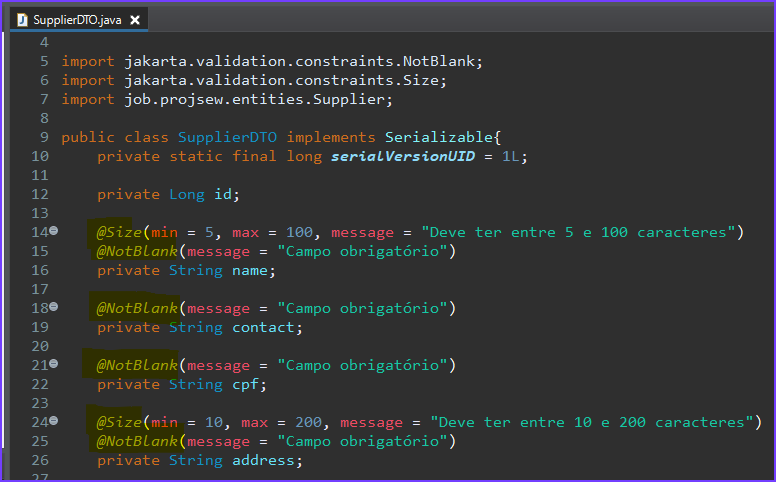 SupplierDTO.java
4
5 import jakarta.validation.constraints.NotBlank;
6 import jakarta.validation.constraints.Size;
7 import job.projsew.entities.Supplier;
8
9 public class SupplierDTO implements Serializable{
10 private static final long serialVersionUID = 1L;
11
12 private Long id;
13
14 @Size(min = 5, max = 100, message = "Deve ter entre 5 e 100 caracteres")
15 @NotBlank(message = "Campo obrigatório")
16 private String name;
17
18 @NotBlank(message = "Campo obrigatório")
19 private String contact;
20
21 @NotBlank(message = "Campo obrigatório")
22 private String cpf;
23
24 @Size(min = 10, max = 200, message = "Deve ter entre 10 e 200 caracteres")
25 @NotBlank(message = "Campo obrigatório")
26 private String address;
27